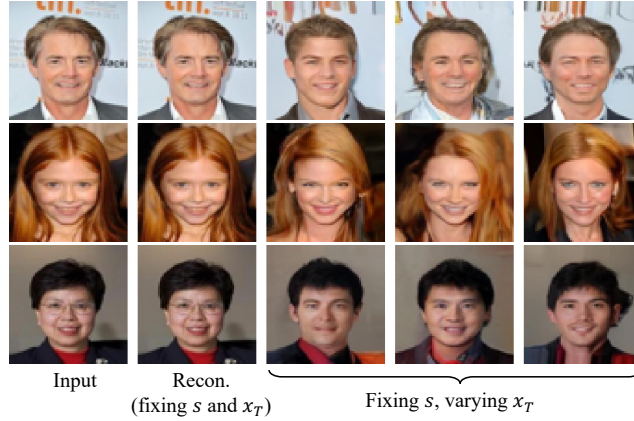 Input
Recon.
(fixing s and x_T)
Fixing s, varying x_T